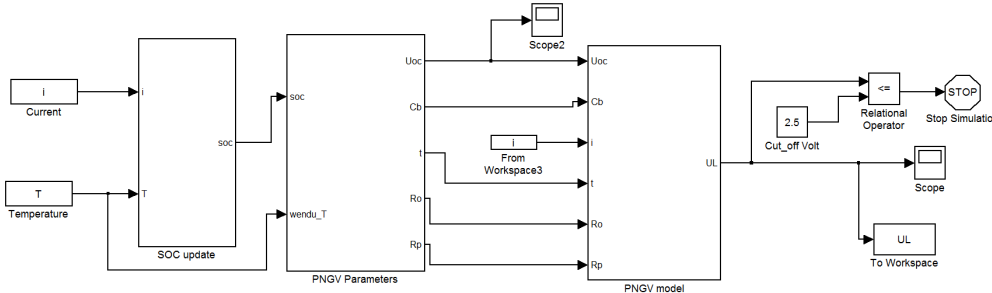 Scope2
Uoc
Uoc
i
i
Current
soc
Cb
Cb
soc
<=
STOP
Relational
Operator
Stop Simulation
2.5
Cut_off Volt
i
From
Workspace3
i
t
t
UL
Scope
T
Temperature
T
wendu_T
Ro
Ro
Rp
Rp
UL
To Workspace
SOC update
PNGV Parameters
PNGV model